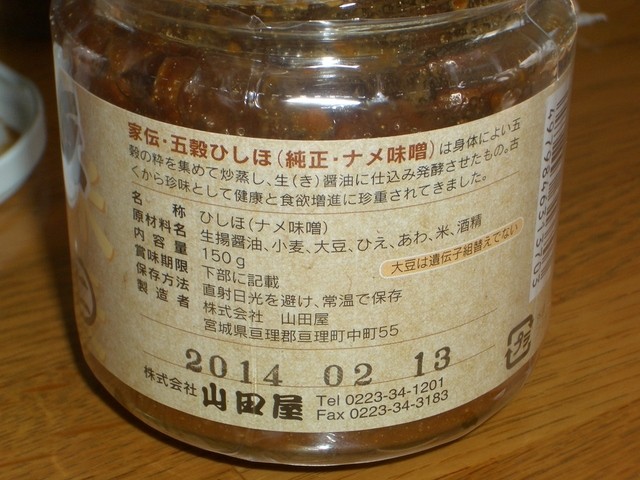 家伝・五穀ひしほ(純正・ナメ味噌)は身体によい五
穀の粋を集めて炒蒸し、生(き)醤油に仕込み発酵させたもの。古
くから珍味として健康と食欲増進に珍重されてきました。
名称 ひしほ(ナメ味噌)
原材料名 生揚醤油、小麦、大豆、ひえ、あわ、米、酒精
内容量 150g
大豆は遺伝子組替えでない
賞味期限 下部に記載
保存方法 直射日光を避け、常温で保存
製造者 株式会社 山田屋
宮城県亘理郡亘理町中町55
2014 02 13
株式会社 山田屋
Tel 0223-34-1201
Fax 0223-34-3183
プラ